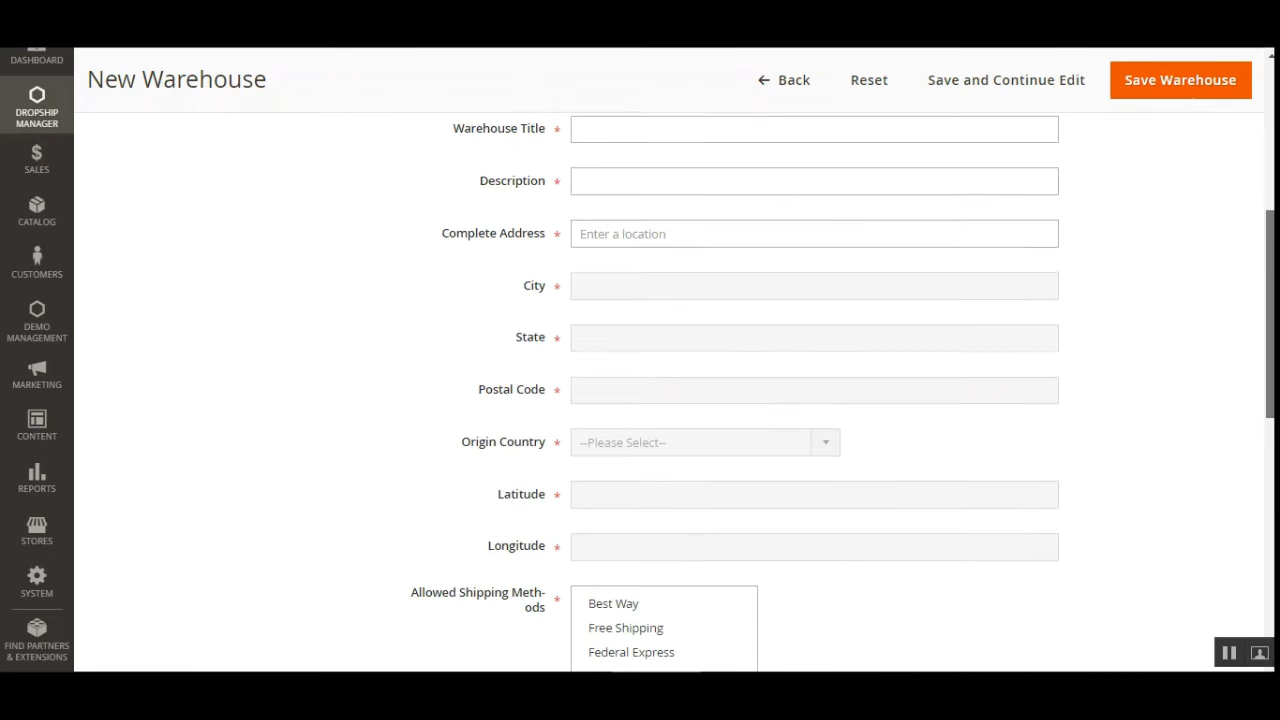 DASHBOARD
DROPSHIP
MANAGER
SALES
CATALOG
CUSTOMERS
DEMO
MANAGEMENT
MARKETING
CONTENT
REPORTS
STORES
SYSTEM
FIND PARTNERS
& EXTENSIONS
New Warehouse
Back
Reset
Save and Continue Edit
Save Warehouse
Warehouse Title *
Description *
Complete Address * Enter a location
City *
State *
Postal Code *
Origin Country * --Please Select--
Latitude *
Longitude *
Allowed Shipping Meth-
ods *
Best Way
Free Shipping
Federal Express